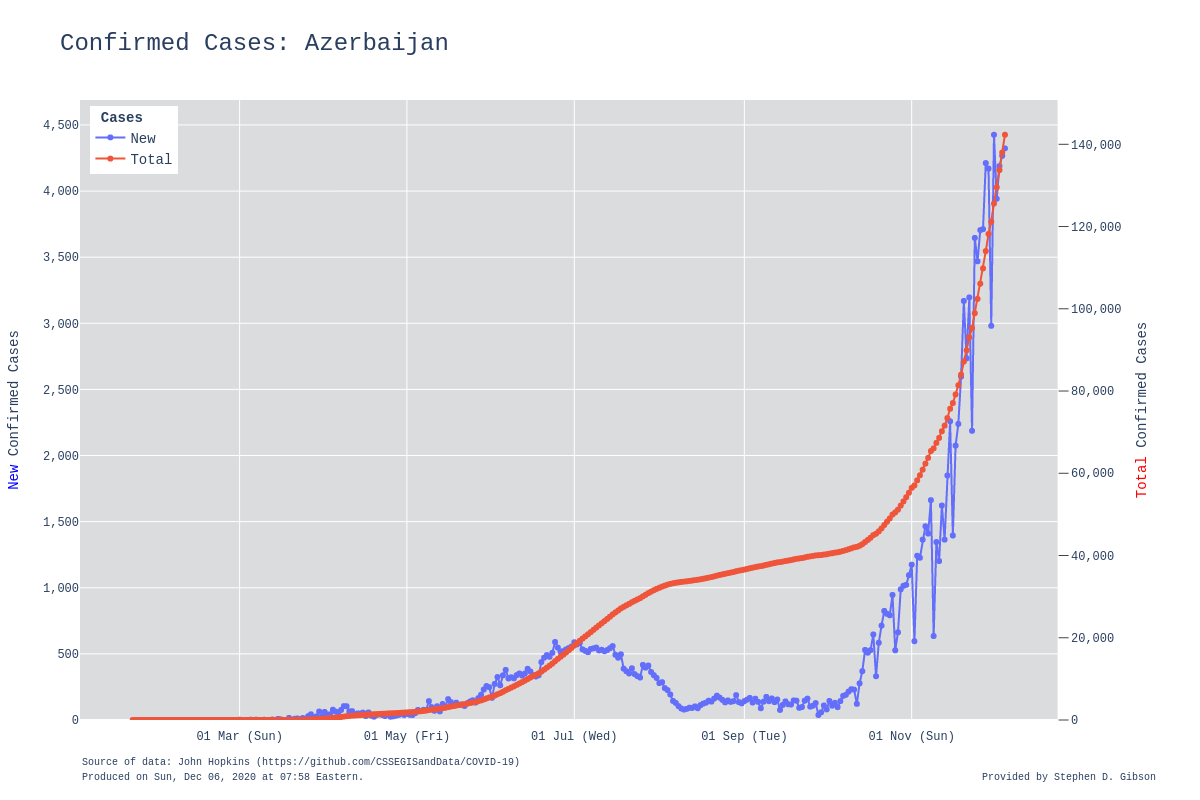 Confirmed Cases: Azerbaijan
Cases
New
Total
4,500
4,000
3,500
3,000
2,500
2,000
1,500
1,000
500
0
New Confirmed Cases
140,000
120,000
100,000
80,000
60,000
40,000
20,000
0
Total Confirmed Cases
01 Mar (Sun)
01 May (Fri)
01 Jul (Wed)
01 Sep (Tue)
01 Nov (Sun)
Source of data: John Hopkins (https://github.com/CSSEGISandData/COVID-19)
Produced on Sun, Dec 06, 2020 at 07:58 Eastern.
Provided by Stephen D. Gibson